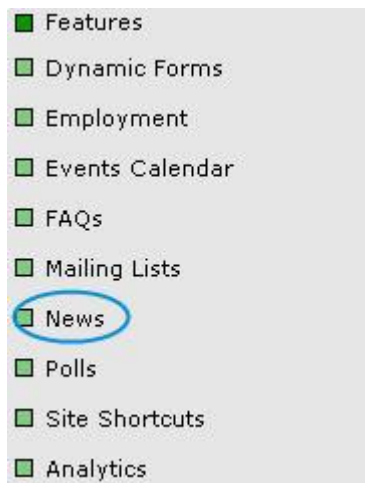 Features
Dynamic Forms
Employment
Events Calendar
FAQs
Mailing Lists
News
Polls
Site Shortcuts
Analytics